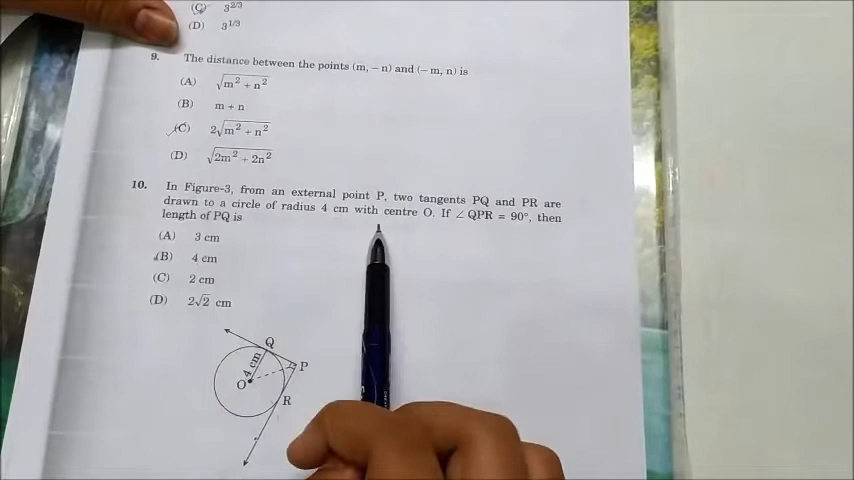 (C) 3^{2/3}
(D) 3^{1/3}
9. The distance between the points (m, – n) and (– m, n) is
(A) √(m² + n²)
(B) m + n
(C) 2√(m² + n²)
(D) √(2m² + 2n²)
10. In Figure-3, from an external point P, two tangents PQ and PR are
drawn to a circle of radius 4 cm with centre O. If ∠QPR = 90°, then
length of PQ is
(A) 3 cm
(B) 4 cm
(C) 2 cm
(D) 2√2 cm
Q
4 cm
P
O
R